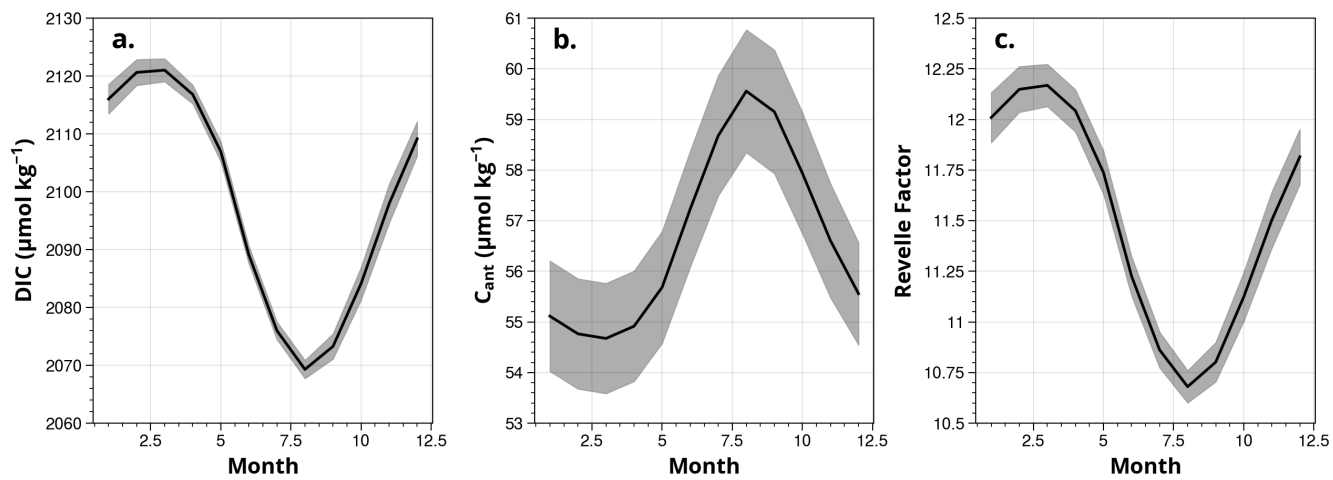 a.
2130
2120
2110
2100
2090
2080
2070
2060
DIC (µmol kg⁻¹)
2.5 5 7.5 10 12.5
Month
b.
61
60
59
58
57
56
55
54
53
Cant (µmol kg⁻¹)
2.5 5 7.5 10 12.5
Month
c.
12.5
12.25
12
11.75
11.5
11.25
11
10.75
10.5
Revelle Factor
2.5 5 7.5 10 12.5
Month